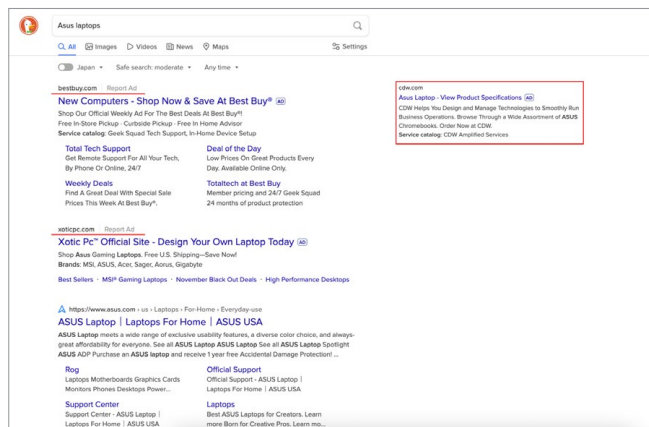 Asus laptops
All Images Videos News Maps Settings
Japan Safe search: moderate Any time
bestbuy.com Report Ad
New Computers - Shop Now & Save At Best Buy® AD
Shop Our Official Weekly Ad For The Best Deals At Best Buy®!
Free In-Store Pickup · Curbside Pickup · Free In Home Advisor
Service catalog: Geek Squad Tech Support, In-Home Device Setup
Total Tech Support
Get Remote Support For All Your Tech,
By Phone Or Online, 24/7
Deal of the Day
Low Prices On Great Products Every
Day. Available Online Only.
Weekly Deals
Find A Great Deal With Special Sale
Prices This Week At Best Buy®.
Totaltech at Best Buy
Member pricing and 24/7 Geek Squad
24 months of product protection
xoticpc.com Report Ad
Xotic Pc™ Official Site - Design Your Own Laptop Today AD
Shop Asus Gaming Laptops. Free U.S. Shipping—Save Now!
Brands: MSI, ASUS, Acer, Sager, Aorus, Gigabyte
Best Sellers · MSI® Gaming Laptops · November Black Out Deals · High Performance Desktops
https://www.asus.com › us › Laptops › For-Home › Everyday-use
ASUS Laptop | Laptops For Home | ASUS USA
ASUS Laptop meets a wide range of exclusive usability features, a diverse color choice, and always-
great affordability for everyone. See all ASUS Laptop ASUS Laptop See all ASUS Laptop Spotlight
ASUS ADP Purchase an ASUS laptop and receive 1 year free Accidental Damage Protection! ...
Rog
Laptops Motherboards Graphics Cards
Monitors Phones Desktops Power...
Official Support
Official Support - ASUS Laptop |
Laptops For Home | ASUS USA
Support Center
Support Center - ASUS Laptop |
Laptops For Home | ASUS USA
Laptops
Best ASUS Laptops for Creators. Learn
more Born for Creative Pros. Learn mo...
cdw.com
Asus Laptop - View Product Specifications AD
CDW Helps You Design and Manage Technologies to Smoothly Run
Business Operations. Browse Through a Wide Assortment of ASUS
Chromebooks. Order Now at CDW.
Service catalog: CDW Amplified Services